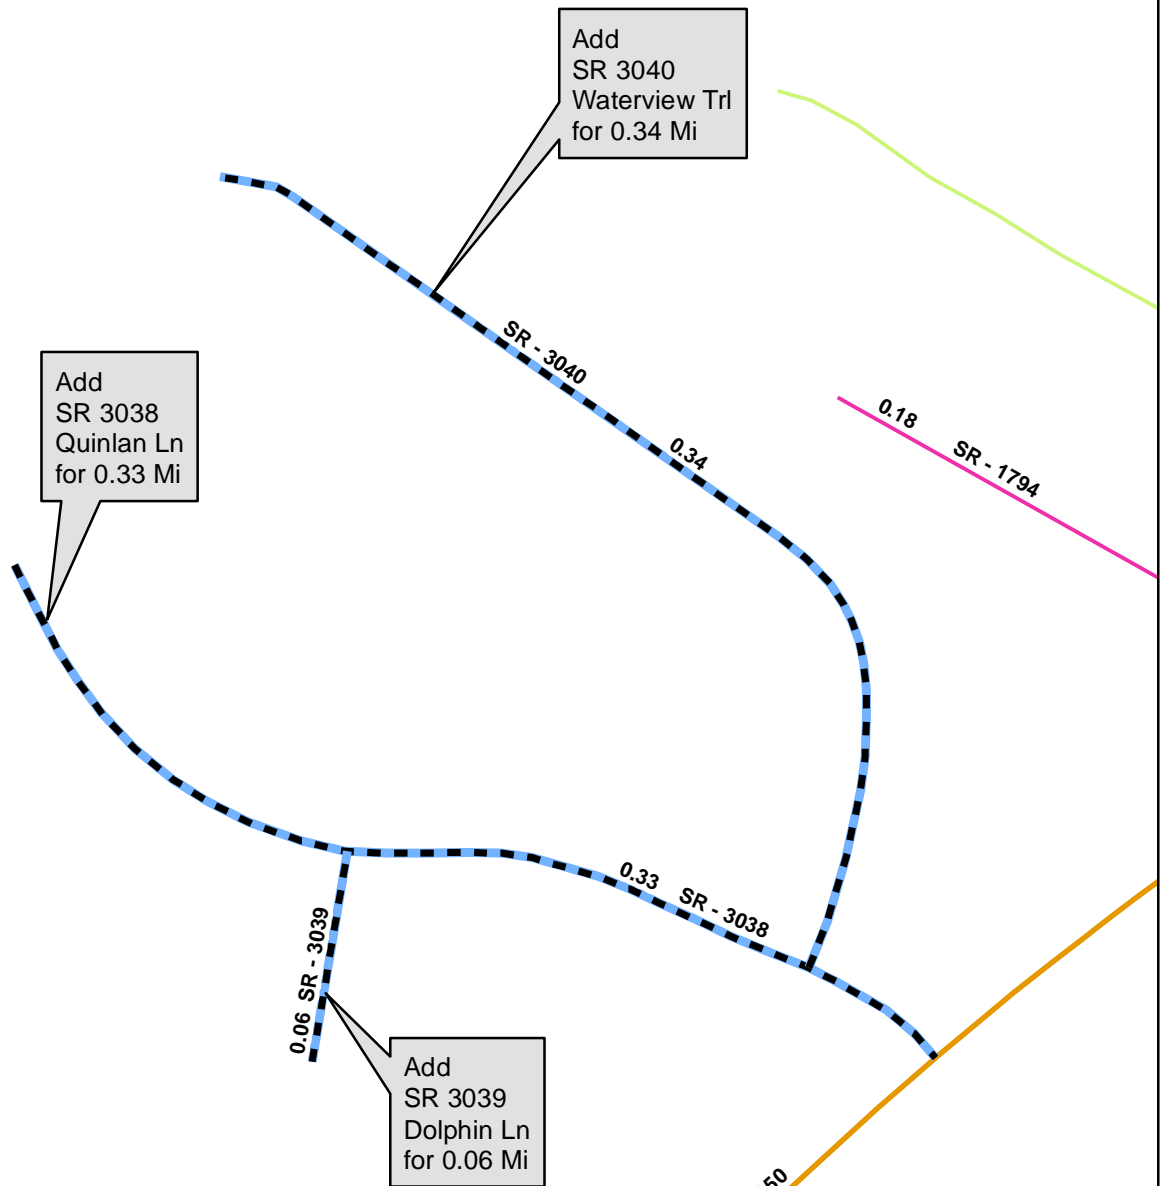 Add
SR 3040
Waterview Trl
for 0.34 Mi
SR - 3040
0.34
0.18
SR - 1794
Add
SR 3038
Quinlan Ln
for 0.33 Mi
0.33
SR - 3038
0.06 SR - 3039
Add
SR 3039
Dolphin Ln
for 0.06 Mi